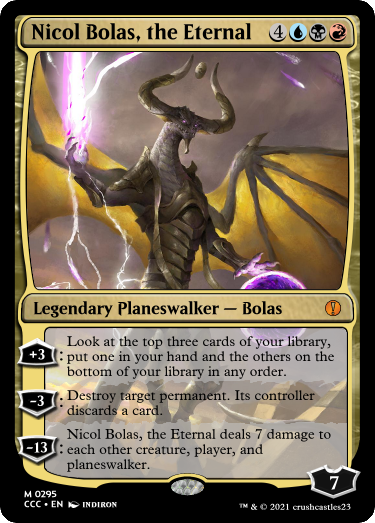 Nicol Bolas, the Eternal 4
Legendary Planeswalker — Bolas
+3: Look at the top three cards of your library,
put one in your hand and the others on the
bottom of your library in any order.
-3: Destroy target permanent. Its controller
discards a card.
-13: Nicol Bolas, the Eternal deals 7 damage to
each other creature, player, and
planeswalker.
7
M 0295
CCC • EN INDIRON
™ & © 2021 crushcastles23